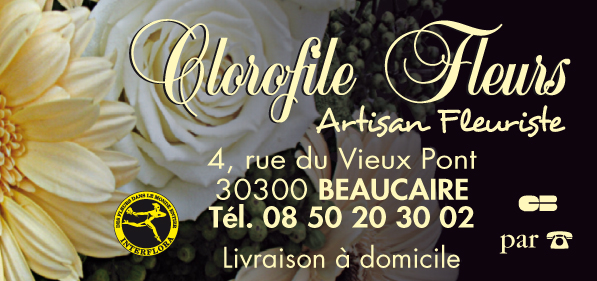 Clorofile Fleurs
Artisan Fleuriste
4, rue du Vieux Pont
30300 BEAUCAIRE
Tél. 08 50 20 30 02
Livraison à domicile
CB
par ☎
INTERFLORA